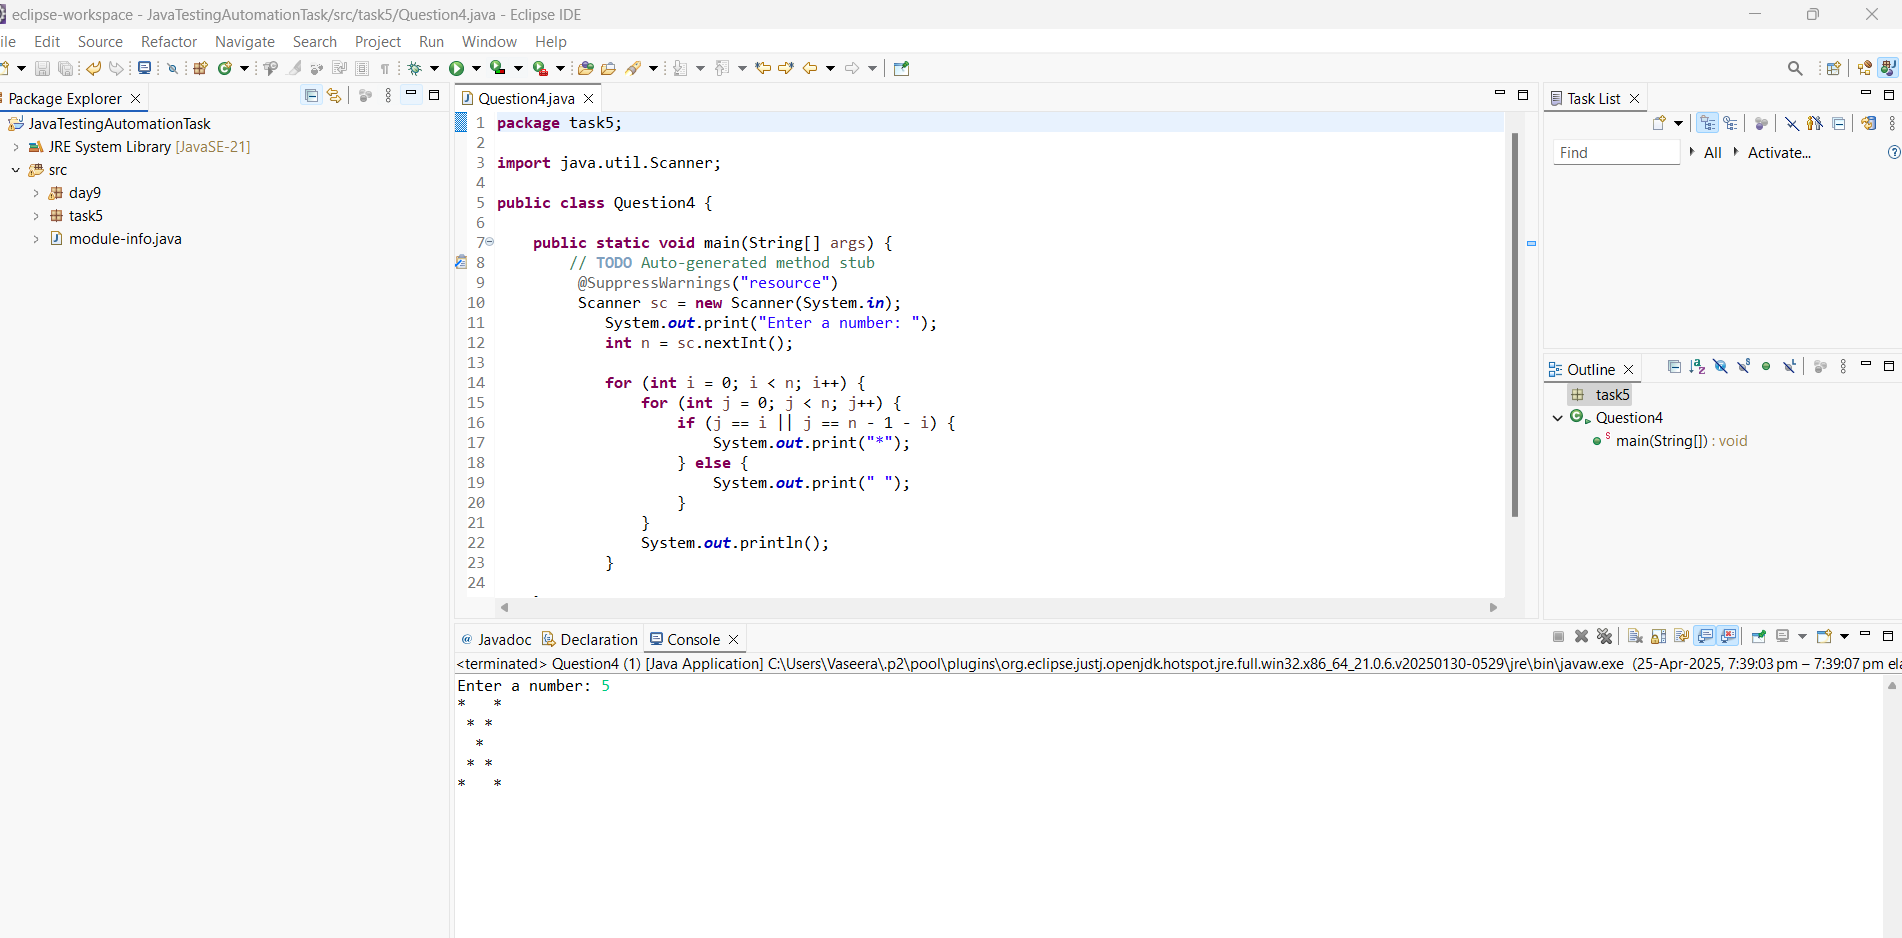 eclipse-workspace - JavaTestingAutomationTask/src/task5/Question4.java - Eclipse IDE
ile Edit Source Refactor Navigate Search Project Run Window Help
Package Explorer
JavaTestingAutomationTask
JRE System Library [JavaSE-21]
src
day9
task5
module-info.java
Question4.java
1 package task5;
2
3 import java.util.Scanner;
4
5 public class Question4 {
6
7 public static void main(String[] args) {
8 // TODO Auto-generated method stub
9 @SuppressWarnings("resource")
10 Scanner sc = new Scanner(System.in);
11 System.out.print("Enter a number: ");
12 int n = sc.nextInt();
13
14 for (int i = 0; i < n; i++) {
15 for (int j = 0; j < n; j++) {
16 if (j == i || j == n - 1 - i) {
17 System.out.print("*");
18 } else {
19 System.out.print(" ");
20 }
21 }
22 System.out.println();
23 }
24
Task List
Find All Activate...
Outline
task5
Question4
main(String[]) : void
@ Javadoc Declaration Console
<terminated> Question4 (1) [Java Application] C:\Users\Vaseera\.p2\pool\plugins\org.eclipse.justj.openjdk.hotspot.jre.full.win32.x86_64_21.0.6.v20250130-0529\jre\bin\javaw.exe (25-Apr-2025, 7:39:03 pm – 7:39:07 pm ela
Enter a number: 5
*   *
 * *
  *
 * *
*   *